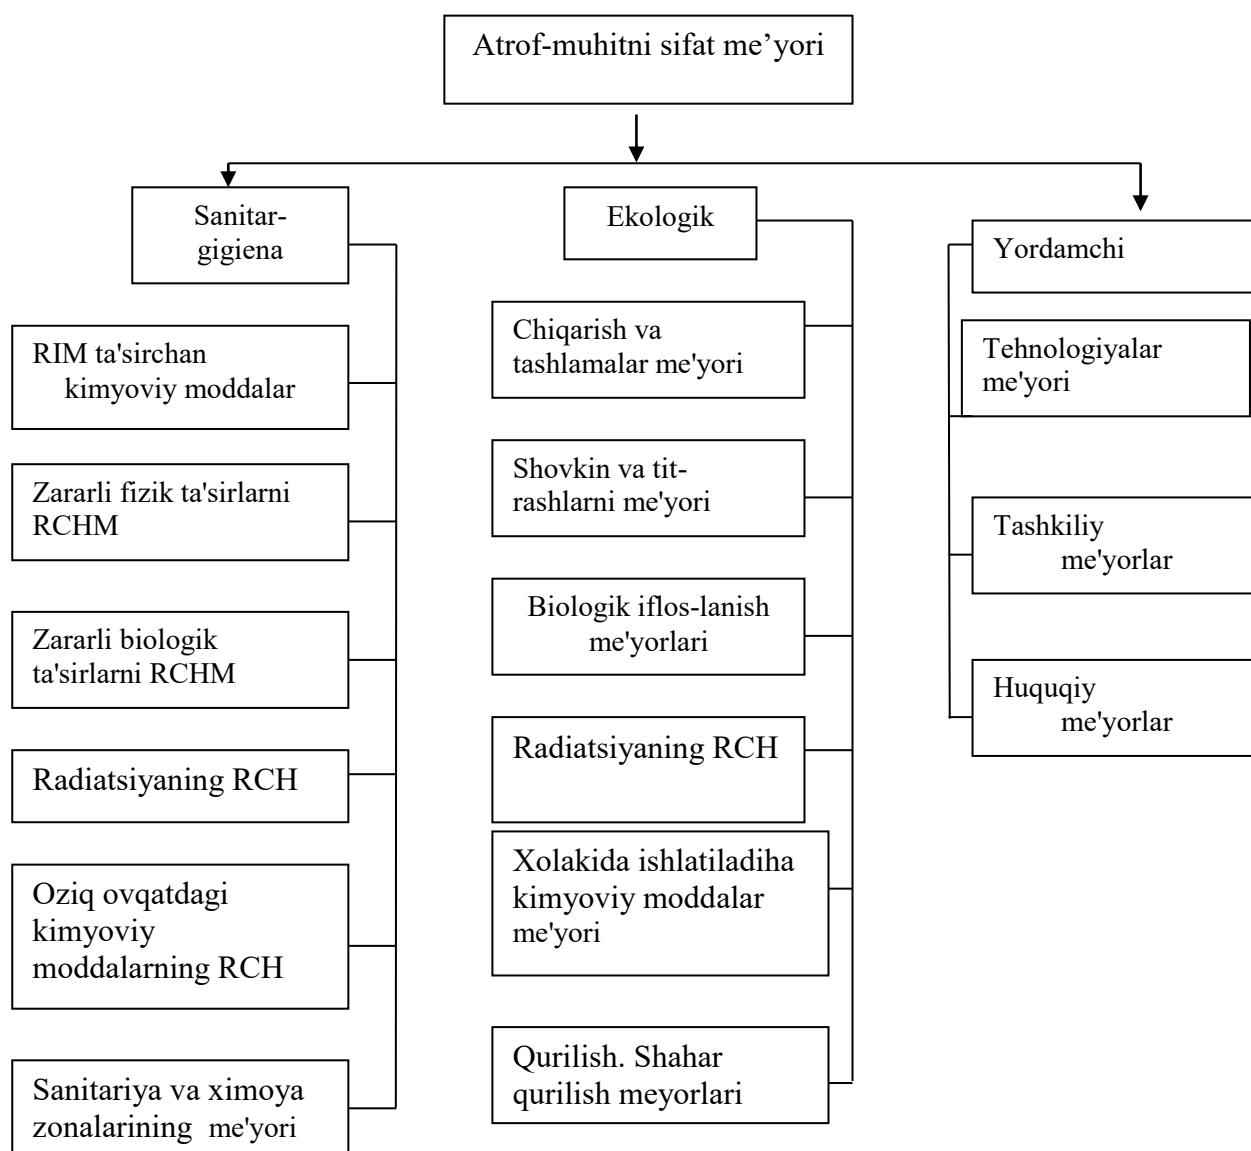 Atrof-muhitni sifat me’yori
Sanitar-
gigiena
RIM ta'sirchan
kimyoviy moddalar
Zararli fizik ta'sirlarni
RCHM
Zararli biologik
ta'sirlarni RCHM
Radiatsiyaning RCH
Oziq ovqatdagi
kimyoviy
moddalarning RCH
Sanitariya va ximoya
zonalarining me'yori
Ekologik
Chiqarish va
tashlamalar me'yori
Shovkin va tit-
rashlarni me'yori
Biologik iflos-lanish
me'yorlari
Radiatsiyaning RCH
Xolakida ishlatiladiha
kimyoviy moddalar
me'yori
Qurilish. Shahar
qurilish meyorlari
Yordamchi
Tehnologiyalar
me'yori
Tashkiliy
me'yorlar
Huquqiy
me'yorlar